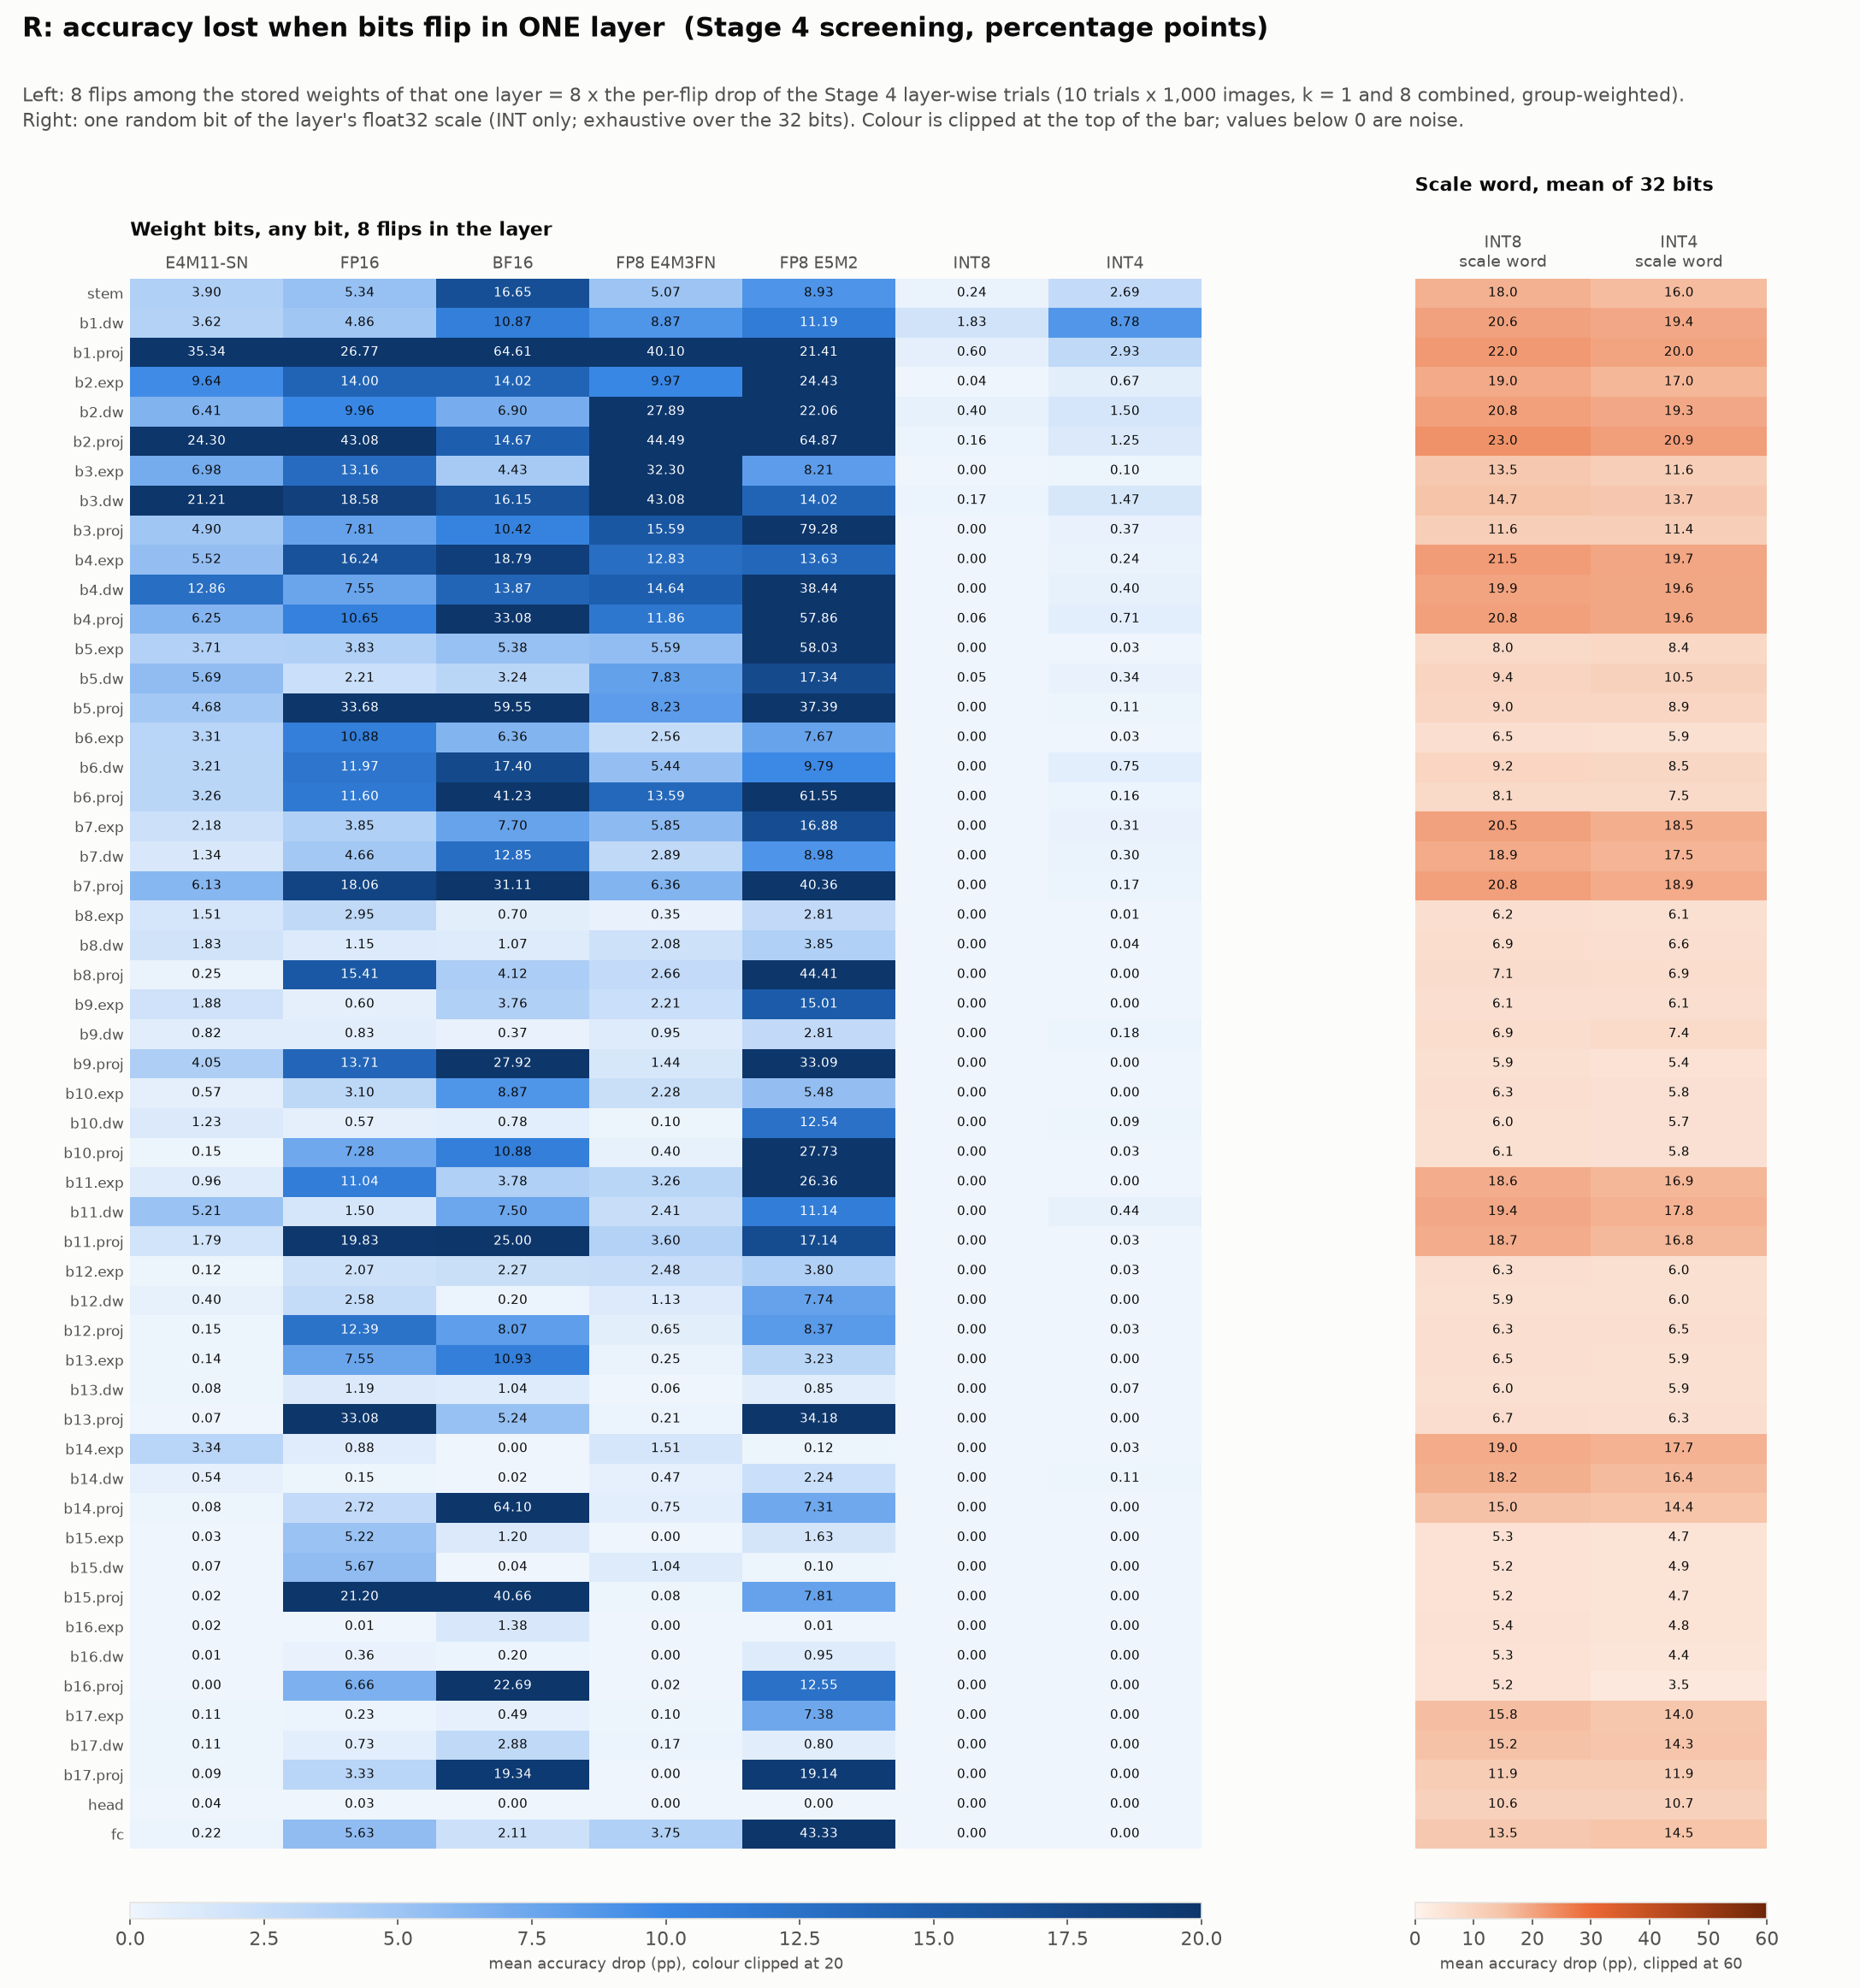 R: accuracy lost when bits flip in ONE layer (Stage 4 screening, percentage points)
Left: 8 flips among the stored weights of that one layer = 8 x the per-flip drop of the Stage 4 layer-wise trials (10 trials x 1,000 images, k = 1 and 8 combined, group-weighted).
Right: one random bit of the layer's float32 scale (INT only; exhaustive over the 32 bits). Colour is clipped at the top of the bar; values below 0 are noise.
Scale word, mean of 32 bits
Weight bits, any bit, 8 flips in the layer
INT8 INT4
E4M11-SN FP16 BF16 FP8 E4M3FN FP8 E5M2 INT8 INT4 scale word scale word
stem 3.90 5.34 16.65 5.07 8.93 0.24 2.69 18.0 16.0
b1.dw 3.62 4.86 10.87 8.87 11.19 1.83 8.78 20.6 19.4
b1.proj 35.34 26.77 64.61 40.10 21.41 0.60 2.93 22.0 20.0
b2.exp 9.64 14.00 14.02 9.97 24.43 0.04 0.67 19.0 17.0
b2.dw 6.41 9.96 6.90 27.89 22.06 0.40 1.50 20.8 19.3
b2.proj 24.30 43.08 14.67 44.49 64.87 0.16 1.25 23.0 20.9
b3.exp 6.98 13.16 4.43 32.30 8.21 0.00 0.10 13.5 11.6
b3.dw 21.21 18.58 16.15 43.08 14.02 0.17 1.47 14.7 13.7
b3.proj 4.90 7.81 10.42 15.59 79.28 0.00 0.37 11.6 11.4
b4.exp 5.52 16.24 18.79 12.83 13.63 0.00 0.24 21.5 19.7
b4.dw 12.86 7.55 13.87 14.64 38.44 0.00 0.40 19.9 19.6
b4.proj 6.25 10.65 33.08 11.86 57.86 0.06 0.71 20.8 19.6
b5.exp 3.71 3.83 5.38 5.59 58.03 0.00 0.03 8.0 8.4
b5.dw 5.69 2.21 3.24 7.83 17.34 0.05 0.34 9.4 10.5
b5.proj 4.68 33.68 59.55 8.23 37.39 0.00 0.11 9.0 8.9
b6.exp 3.31 10.88 6.36 2.56 7.67 0.00 0.03 6.5 5.9
b6.dw 3.21 11.97 17.40 5.44 9.79 0.00 0.75 9.2 8.5
b6.proj 3.26 11.60 41.23 13.59 61.55 0.00 0.16 8.1 7.5
b7.exp 2.18 3.85 7.70 5.85 16.88 0.00 0.31 20.5 18.5
b7.dw 1.34 4.66 12.85 2.89 8.98 0.00 0.30 18.9 17.5
b7.proj 6.13 18.06 31.11 6.36 40.36 0.00 0.17 20.8 18.9
b8.exp 1.51 2.95 0.70 0.35 2.81 0.00 0.01 6.2 6.1
b8.dw 1.83 1.15 1.07 2.08 3.85 0.00 0.04 6.9 6.6
b8.proj 0.25 15.41 4.12 2.66 44.41 0.00 0.00 7.1 6.9
b9.exp 1.88 0.60 3.76 2.21 15.01 0.00 0.00 6.1 6.1
b9.dw 0.82 0.83 0.37 0.95 2.81 0.00 0.18 6.9 7.4
b9.proj 4.05 13.71 27.92 1.44 33.09 0.00 0.00 5.9 5.4
b10.exp 0.57 3.10 8.87 2.28 5.48 0.00 0.00 6.3 5.8
b10.dw 1.23 0.57 0.78 0.10 12.54 0.00 0.09 6.0 5.7
b10.proj 0.15 7.28 10.88 0.40 27.73 0.00 0.03 6.1 5.8
b11.exp 0.96 11.04 3.78 3.26 26.36 0.00 0.00 18.6 16.9
b11.dw 5.21 1.50 7.50 2.41 11.14 0.00 0.44 19.4 17.8
b11.proj 1.79 19.83 25.00 3.60 17.14 0.00 0.03 18.7 16.8
b12.exp 0.12 2.07 2.27 2.48 3.80 0.00 0.03 6.3 6.0
b12.dw 0.40 2.58 0.20 1.13 7.74 0.00 0.00 5.9 6.0
b12.proj 0.15 12.39 8.07 0.65 8.37 0.00 0.03 6.3 6.5
b13.exp 0.14 7.55 10.93 0.25 3.23 0.00 0.00 6.5 5.9
b13.dw 0.08 1.19 1.04 0.06 0.85 0.00 0.07 6.0 5.9
b13.proj 0.07 33.08 5.24 0.21 34.18 0.00 0.00 6.7 6.3
b14.exp 3.34 0.88 0.00 1.51 0.12 0.00 0.03 19.0 17.7
b14.dw 0.54 0.15 0.02 0.47 2.24 0.00 0.11 18.2 16.4
b14.proj 0.08 2.72 64.10 0.75 7.31 0.00 0.00 15.0 14.4
b15.exp 0.03 5.22 1.20 0.00 1.63 0.00 0.00 5.3 4.7
b15.dw 0.07 5.67 0.04 1.04 0.10 0.00 0.00 5.2 4.9
b15.proj 0.02 21.20 40.66 0.08 7.81 0.00 0.00 5.2 4.7
b16.exp 0.02 0.01 1.38 0.00 0.01 0.00 0.00 5.4 4.8
b16.dw 0.01 0.36 0.20 0.00 0.95 0.00 0.00 5.3 4.4
b16.proj 0.00 6.66 22.69 0.02 12.55 0.00 0.00 5.2 3.5
b17.exp 0.11 0.23 0.49 0.10 7.38 0.00 0.00 15.8 14.0
b17.dw 0.11 0.73 2.88 0.17 0.80 0.00 0.00 15.2 14.3
b17.proj 0.09 3.33 19.34 0.00 19.14 0.00 0.00 11.9 11.9
head 0.04 0.03 0.00 0.00 0.00 0.00 0.00 10.6 10.7
fc 0.22 5.63 2.11 3.75 43.33 0.00 0.00 13.5 14.5
0.0 2.5 5.0 7.5 10.0 12.5 15.0 17.5 20.0 0 10 20 30 40 50 60
mean accuracy drop (pp), colour clipped at 20 mean accuracy drop (pp), clipped at 60